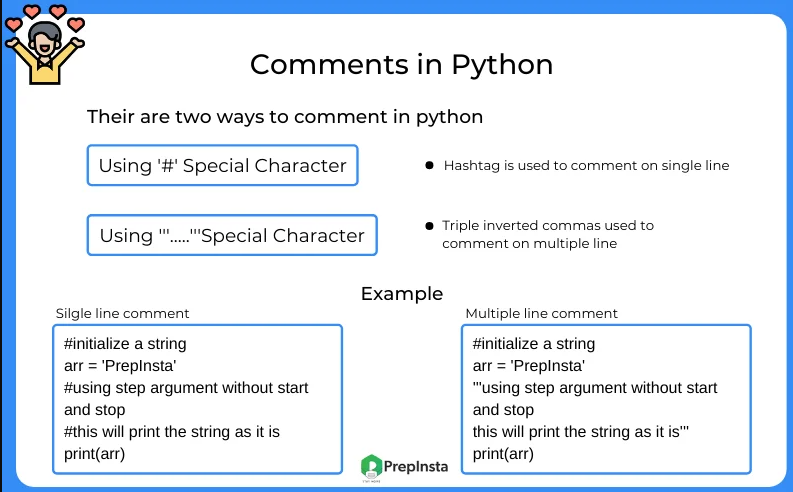 Comments in Python
Their are two ways to comment in python
Using '#' Special Character
Hashtag is used to comment on single line
Using '''.....'''Special Character
Triple inverted commas used to
comment on multiple line
Example
Silgle line comment
#initialize a string
arr = 'PrepInsta'
#using step argument without start
and stop
#this will print the string as it is
print(arr)
Multiple line comment
#initialize a string
arr = 'PrepInsta'
'''using step argument without start
and stop
this will print the string as it is'''
print(arr)
PrepInsta